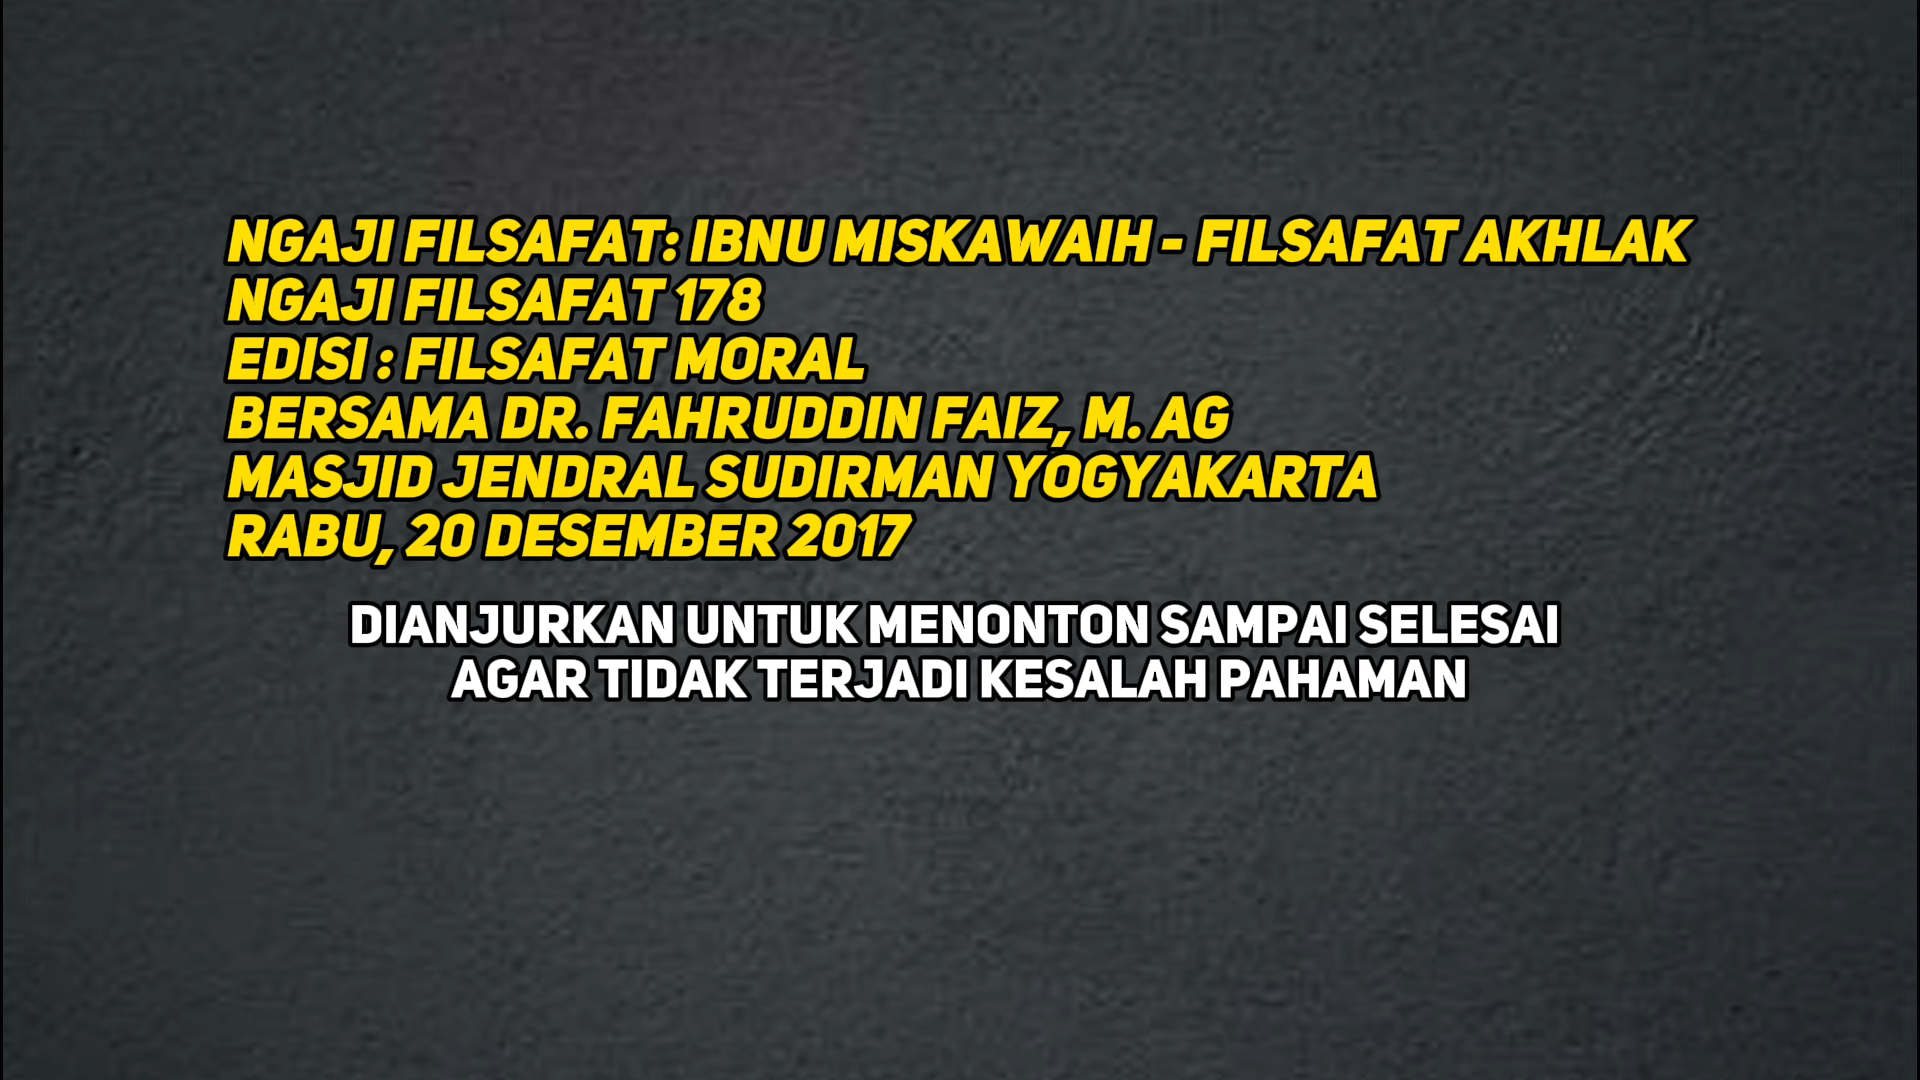 NGAJI FILSAFAT: IBNU MISKAWAIH - FILSAFAT AKHLAK
NGAJI FILSAFAT 178
EDISI : FILSAFAT MORAL
BERSAMA DR. FAHRUDDIN FAIZ, M. AG
MASJID JENDRAL SUDIRMAN YOGYAKARTA
RABU, 20 DESEMBER 2017
DIANJURKAN UNTUK MENONTON SAMPAI SELESAI
AGAR TIDAK TERJADI KESALAH PAHAMAN